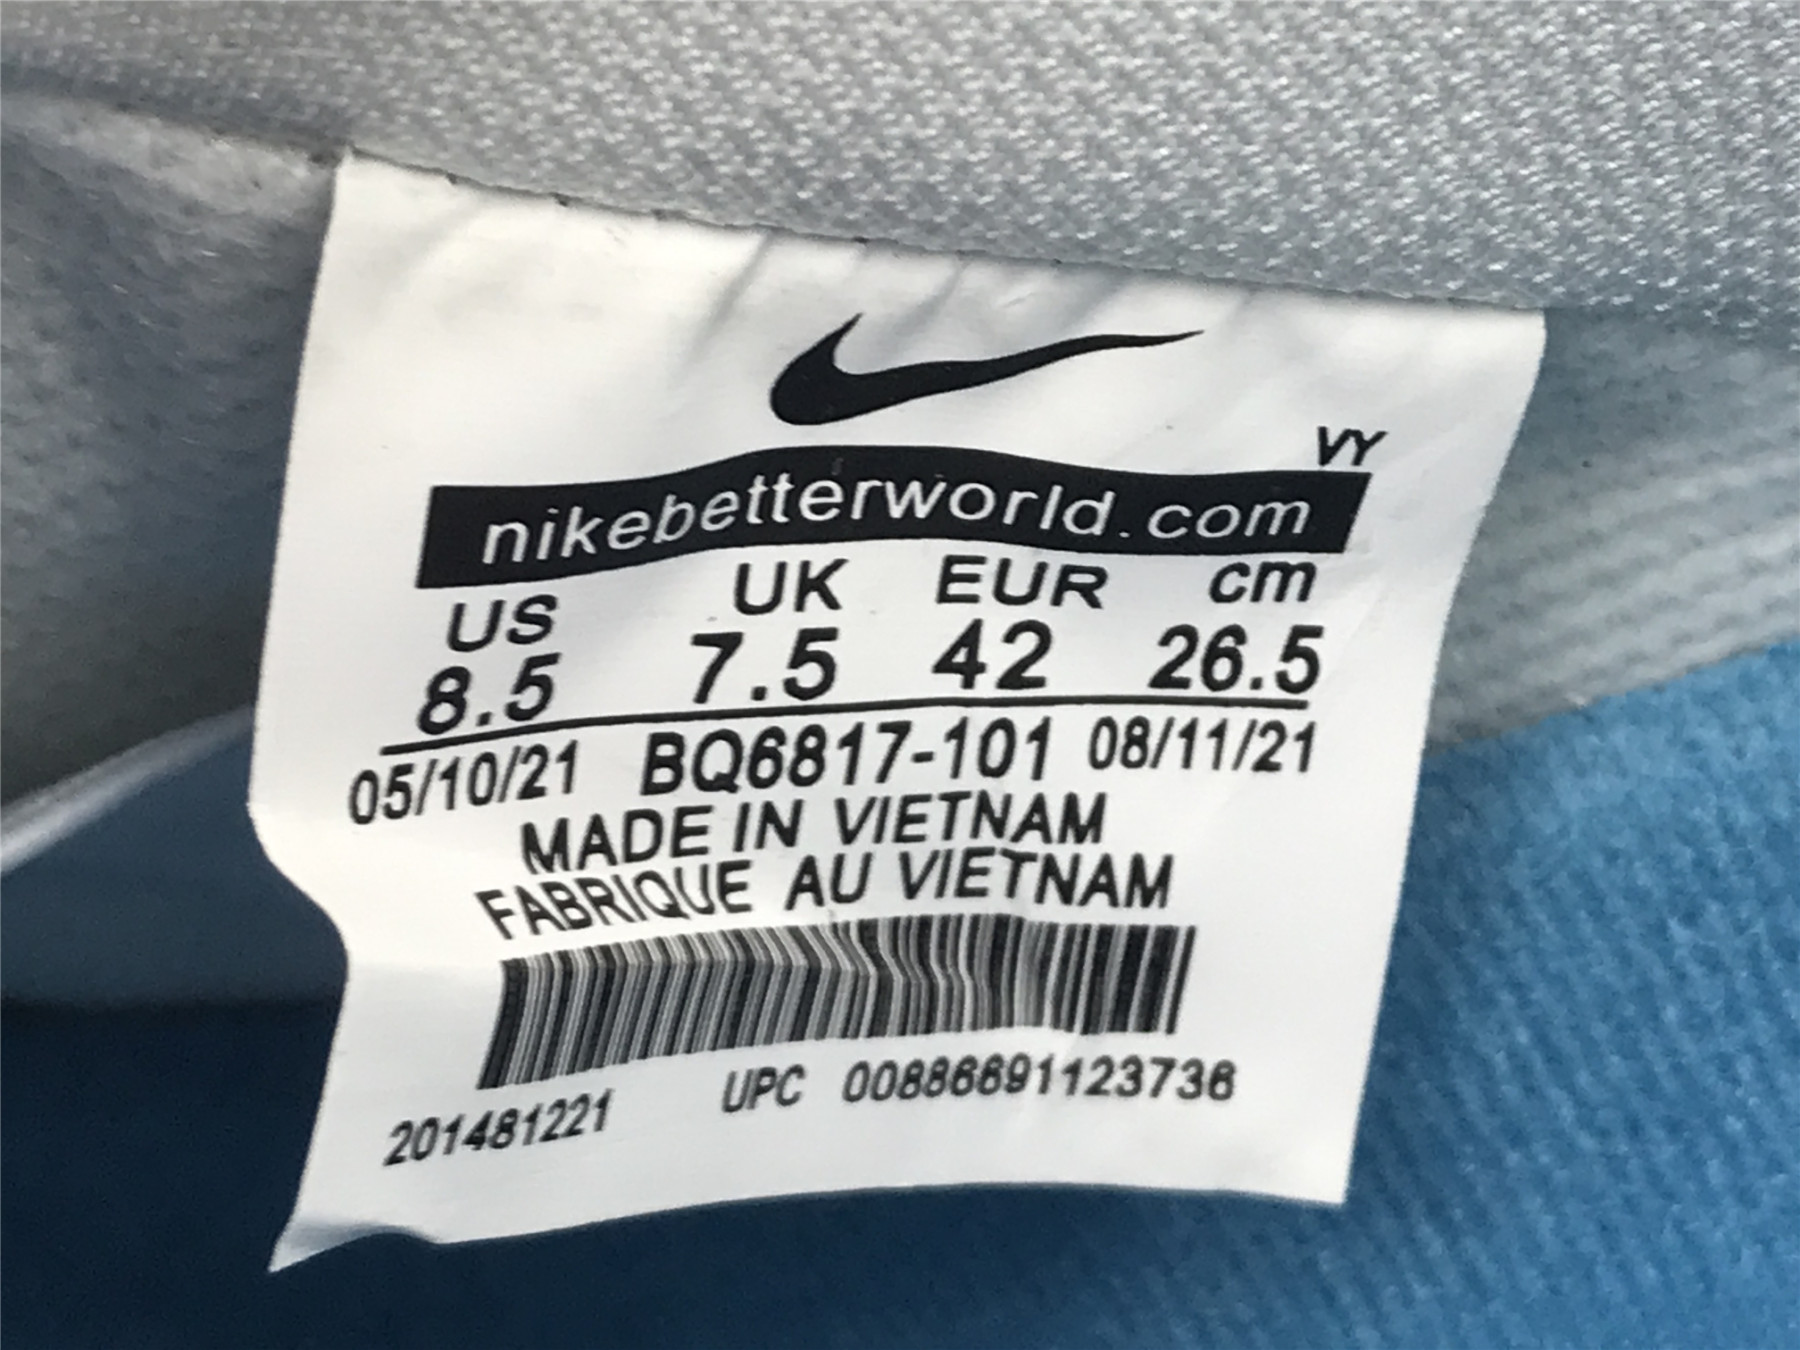 VY
nikebetterworld.com
US UK EUR cm
8.5 7.5 42 26.5
05/10/21 BQ6817-101 08/11/21
MADE IN VIETNAM
FABRIQUE AU VIETNAM
201481221 UPC 00886691123736